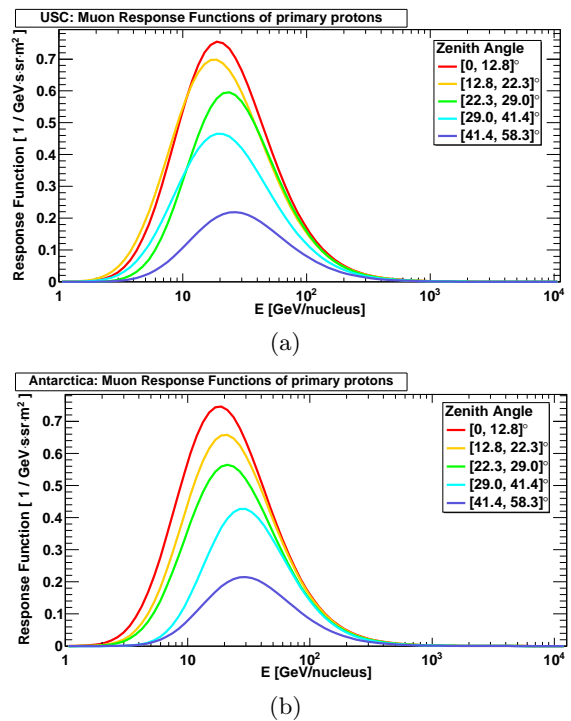 USC: Muon Response Functions of primary protons
Response Function [ 1 / GeV·s·sr·m² ]
0.7
0.6
0.5
0.4
0.3
0.2
0.1
0
Zenith Angle
[0, 12.8]°
[12.8, 22.3]°
[22.3, 29.0]°
[29.0, 41.4]°
[41.4, 58.3]°
1 10 10² 10³ 10⁴
E [GeV/nucleus]
(a)
Antarctica: Muon Response Functions of primary protons
Response Function [ 1 / GeV·s·sr·m² ]
0.7
0.6
0.5
0.4
0.3
0.2
0.1
0
Zenith Angle
[0, 12.8]°
[12.8, 22.3]°
[22.3, 29.0]°
[29.0, 41.4]°
[41.4, 58.3]°
1 10 10² 10³ 10⁴
E [GeV/nucleus]
(b)